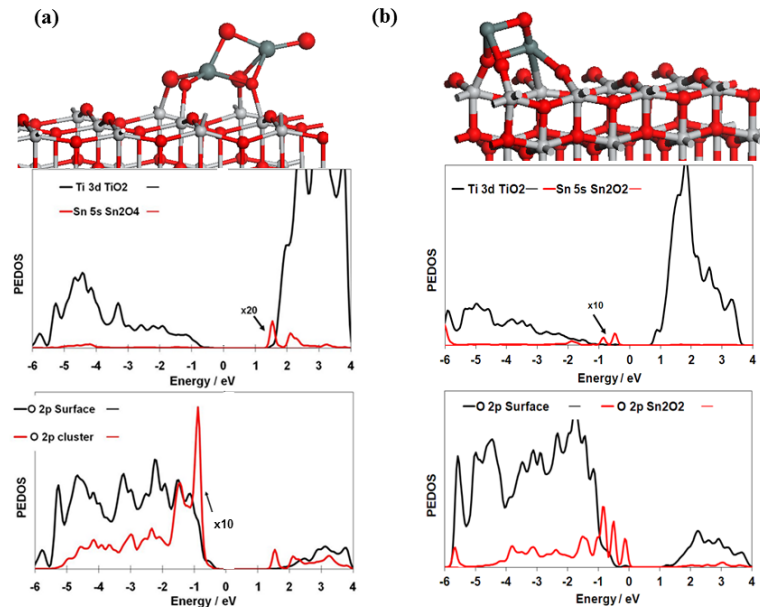 (a)
(b)
Ti 3d TiO2
Sn 5s Sn2O4
x20
PEDOS
-6 -5 -4 -3 -2 -1 0 1 2 3 4
Energy / eV
Ti 3d TiO2 Sn 5s Sn2O2
x10
PEDOS
-6 -5 -4 -3 -2 -1 0 1 2 3 4
Energy / eV
O 2p Surface
O 2p cluster
x10
PEDOS
-6 -5 -4 -3 -2 -1 0 1 2 3 4
Energy / eV
O 2p Surface O 2p Sn2O2
PEDOS
-6 -5 -4 -3 -2 -1 0 1 2 3 4
Energy / eV